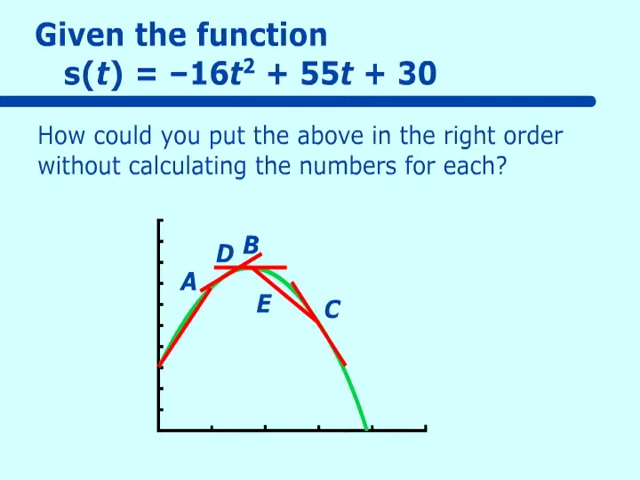 Given the function
s(t) = –16t² + 55t + 30
How could you put the above in the right order
without calculating the numbers for each?
D B
A
E
C